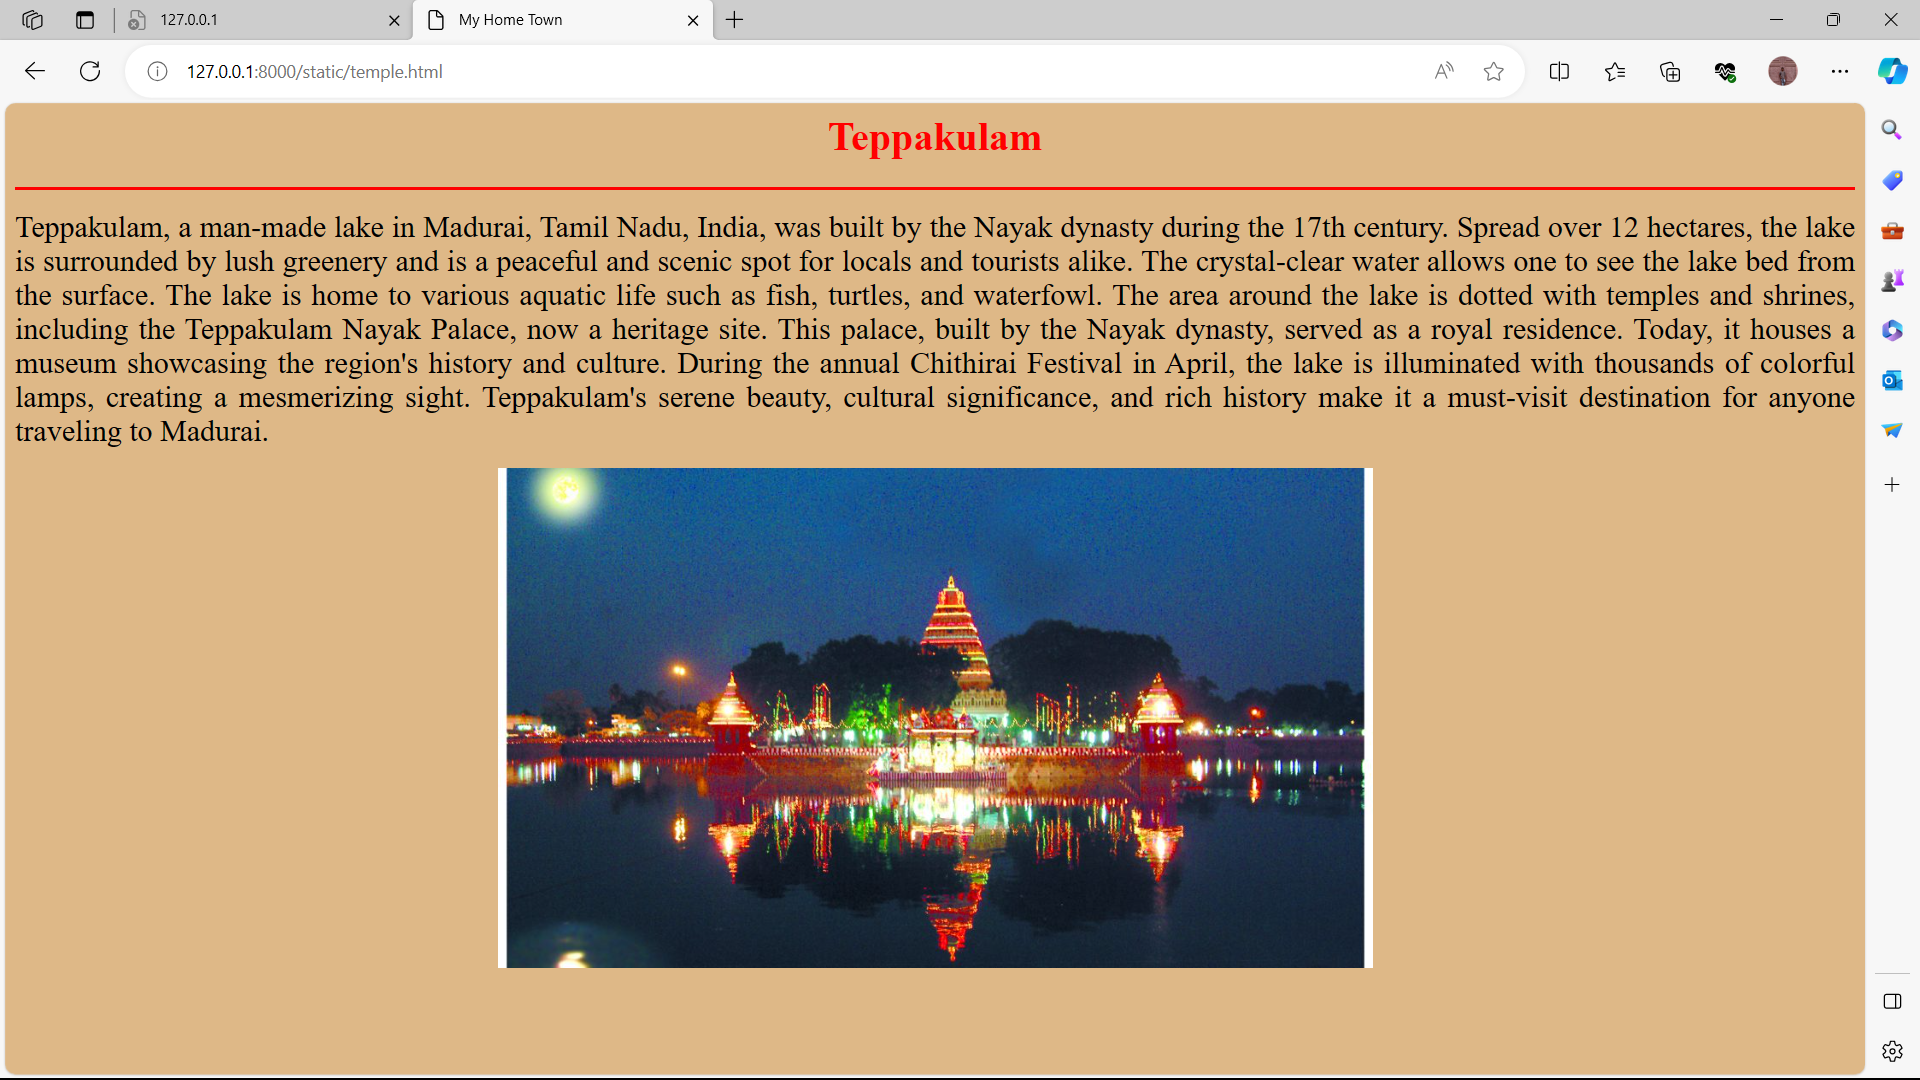 127.0.0.1
My Home Town
127.0.0.1:8000/static/temple.html
Teppakulam
Teppakulam, a man-made lake in Madurai, Tamil Nadu, India, was built by the Nayak dynasty during the 17th century. Spread over 12 hectares, the lake
is surrounded by lush greenery and is a peaceful and scenic spot for locals and tourists alike. The crystal-clear water allows one to see the lake bed from
the surface. The lake is home to various aquatic life such as fish, turtles, and waterfowl. The area around the lake is dotted with temples and shrines,
including the Teppakulam Nayak Palace, now a heritage site. This palace, built by the Nayak dynasty, served as a royal residence. Today, it houses a
museum showcasing the region's history and culture. During the annual Chithirai Festival in April, the lake is illuminated with thousands of colorful
lamps, creating a mesmerizing sight. Teppakulam's serene beauty, cultural significance, and rich history make it a must-visit destination for anyone
traveling to Madurai.